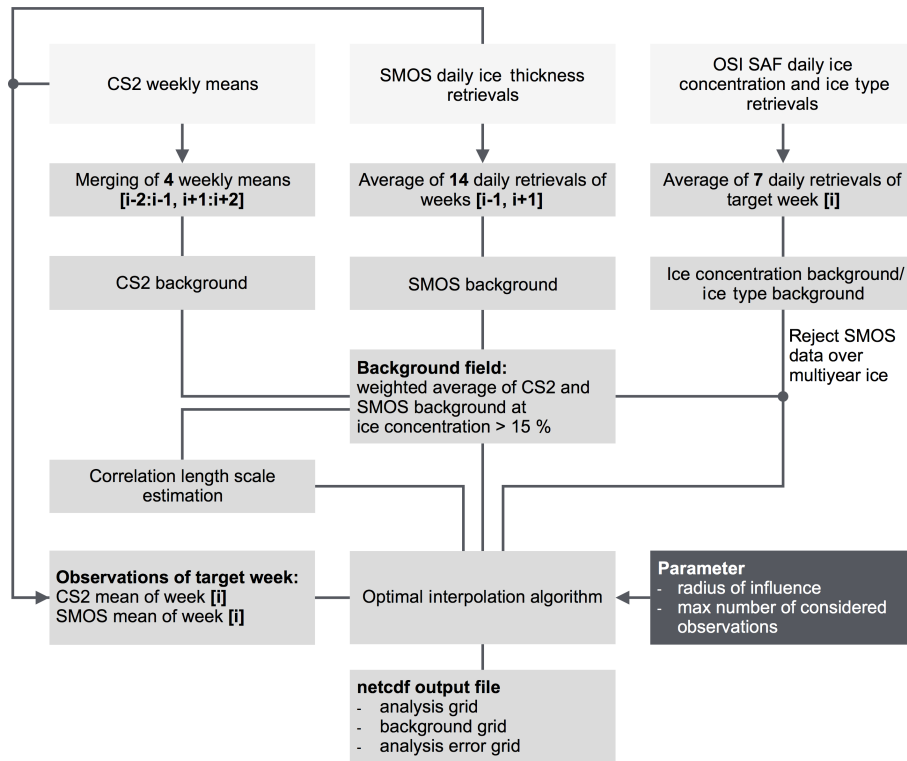 CS2 weekly means
SMOS daily ice thickness
retrievals
OSI SAF daily ice
concentration and ice type
retrievals
Merging of 4 weekly means
[i-2:i-1, i+1:i+2]
Average of 14 daily retrievals of
weeks [i-1, i+1]
Average of 7 daily retrievals of
target week [i]
CS2 background
SMOS background
Ice concentration background/
ice type background
Reject SMOS
data over
multiyear ice
Background field:
weighted average of CS2 and
SMOS background at
ice concentration > 15 %
Correlation length scale
estimation
Observations of target week:
CS2 mean of week [i]
SMOS mean of week [i]
Optimal interpolation algorithm
Parameter
- radius of influence
- max number of considered
observations
netcdf output file
- analysis grid
- background grid
- analysis error grid